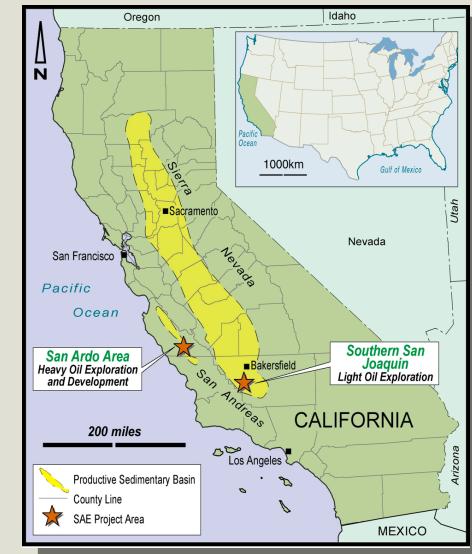 Oregon
Idaho
N
Pacific
Ocean
1000km
Gulf of Mexico
Sierra
Sacramento
Utah
San Francisco
Nevada
Nevada
Pacific
Ocean
San Ardo Area
Heavy Oil Exploration
and Development
Bakersfield
Southern San
Joaquin
Light Oil Exploration
San Andreas
CALIFORNIA
200 miles
Los Angeles
Arizona
Productive Sedimentary Basin
County Line
SAE Project Area
MEXICO